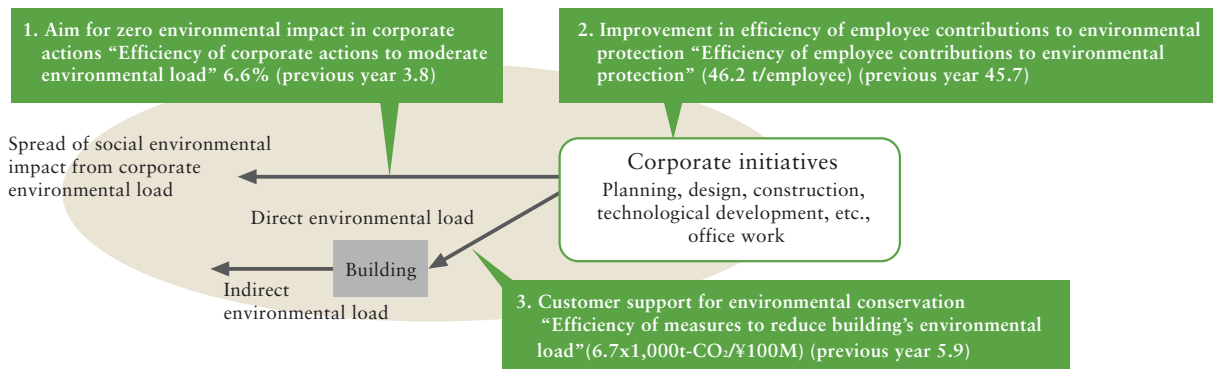 1. Aim for zero environmental impact in corporate
actions “Efficiency of corporate actions to moderate
environmental load” 6.6% (previous year 3.8)
2. Improvement in efficiency of employee contributions to environmental
protection “Efficiency of employee contributions to environmental
protection” (46.2 t/employee) (previous year 45.7)
Spread of social environmental
impact from corporate
environmental load
Corporate initiatives
Planning, design, construction,
technological development, etc.,
office work
Direct environmental load
Building
Indirect
environmental load
3. Customer support for environmental conservation
“Efficiency of measures to reduce building’s environmental
load”(6.7x1,000t-CO₂/¥100M) (previous year 5.9)